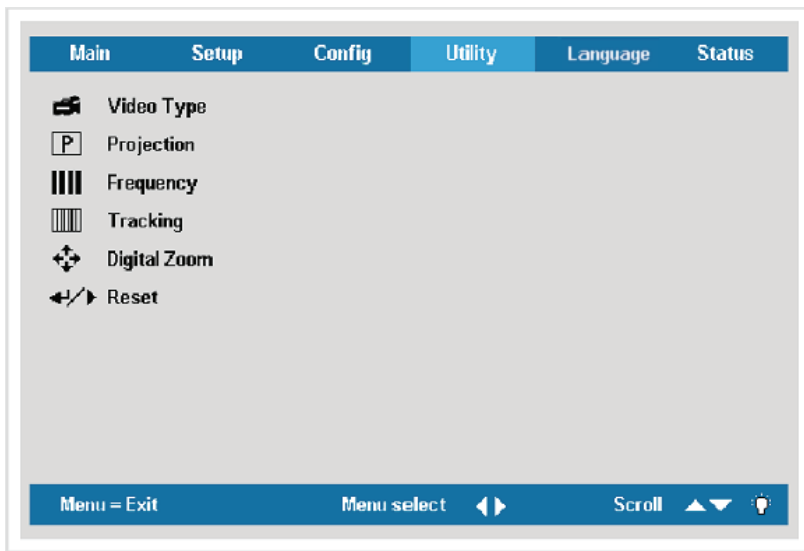 Main Setup Config Utility Language Status
Video Type
P Projection
Frequency
Tracking
Digital Zoom
Reset
Menu = Exit Menu select Scroll